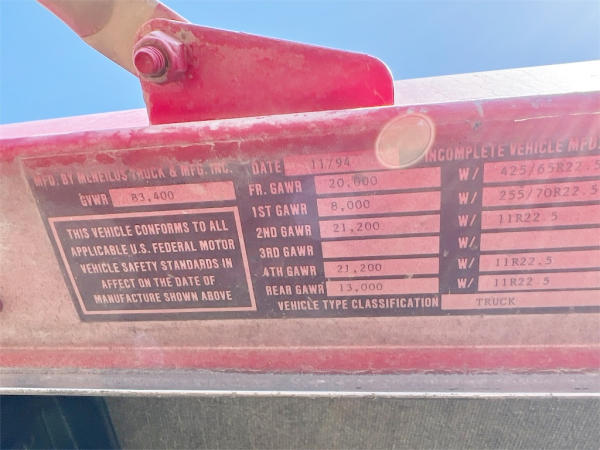 MFD. BY MCNEILUS TRUCK & MFG. INC. DATE 11/94 INCOMPLETE VEHICLE MFD.
GVWR 83,400
FR. GAWR 20,000 W/ 425/65R22.5
1ST GAWR 8,000 W/ 255/70R22.5
2ND GAWR 21,200 W/ 11R22.5
3RD GAWR W/
4TH GAWR 21,200 W/ 11R22.5
REAR GAWR 13,000 W/ 11R22.5
VEHICLE TYPE CLASSIFICATION TRUCK
THIS VEHICLE CONFORMS TO ALL
APPLICABLE U.S. FEDERAL MOTOR
VEHICLE SAFETY STANDARDS IN
AFFECT ON THE DATE OF
MANUFACTURE SHOWN ABOVE